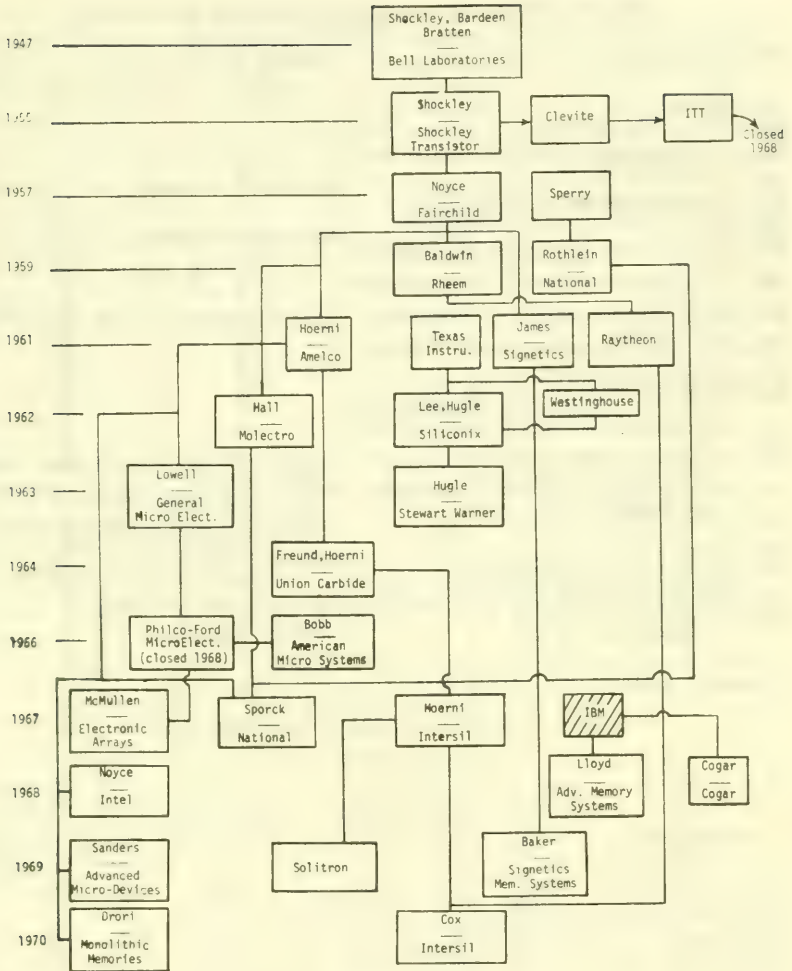 1947
Shockley, Bardeen
Bratten
Bell Laboratories
Shockley
Shockley
Transistor
Clevite
ITT
Closed
1968
1957
Noyce
Fairchild
Sperry
1959
Baldwin
Rheem
Rothlein
National
1961
Hoerni
Amelco
Texas
Instru.
James
Signetics
Raytheon
1962
Hall
Molectro
Lee,Hugle
Siliconix
Westinghouse
1963
Lowell
General
Micro Elect.
Hugle
Stewart Warner
1964
Freund,Hoerni
Union Carbide
1966
Philco-Ford
MicroElect.
(closed 1968)
Bobb
American
Micro Systems
1967
McMullen
Electronic
Arrays
Sporck
National
Hoerni
Intersil
IBM
1968
Noyce
Intel
Lloyd
Adv. Memory
Systems
Cogar
Cogar
1969
Sanders
Advanced
Micro-Devices
Solitron
Baker
Signetics
Mem. Systems
1970
Drori
Monolithic
Memories
Cox
Intersil